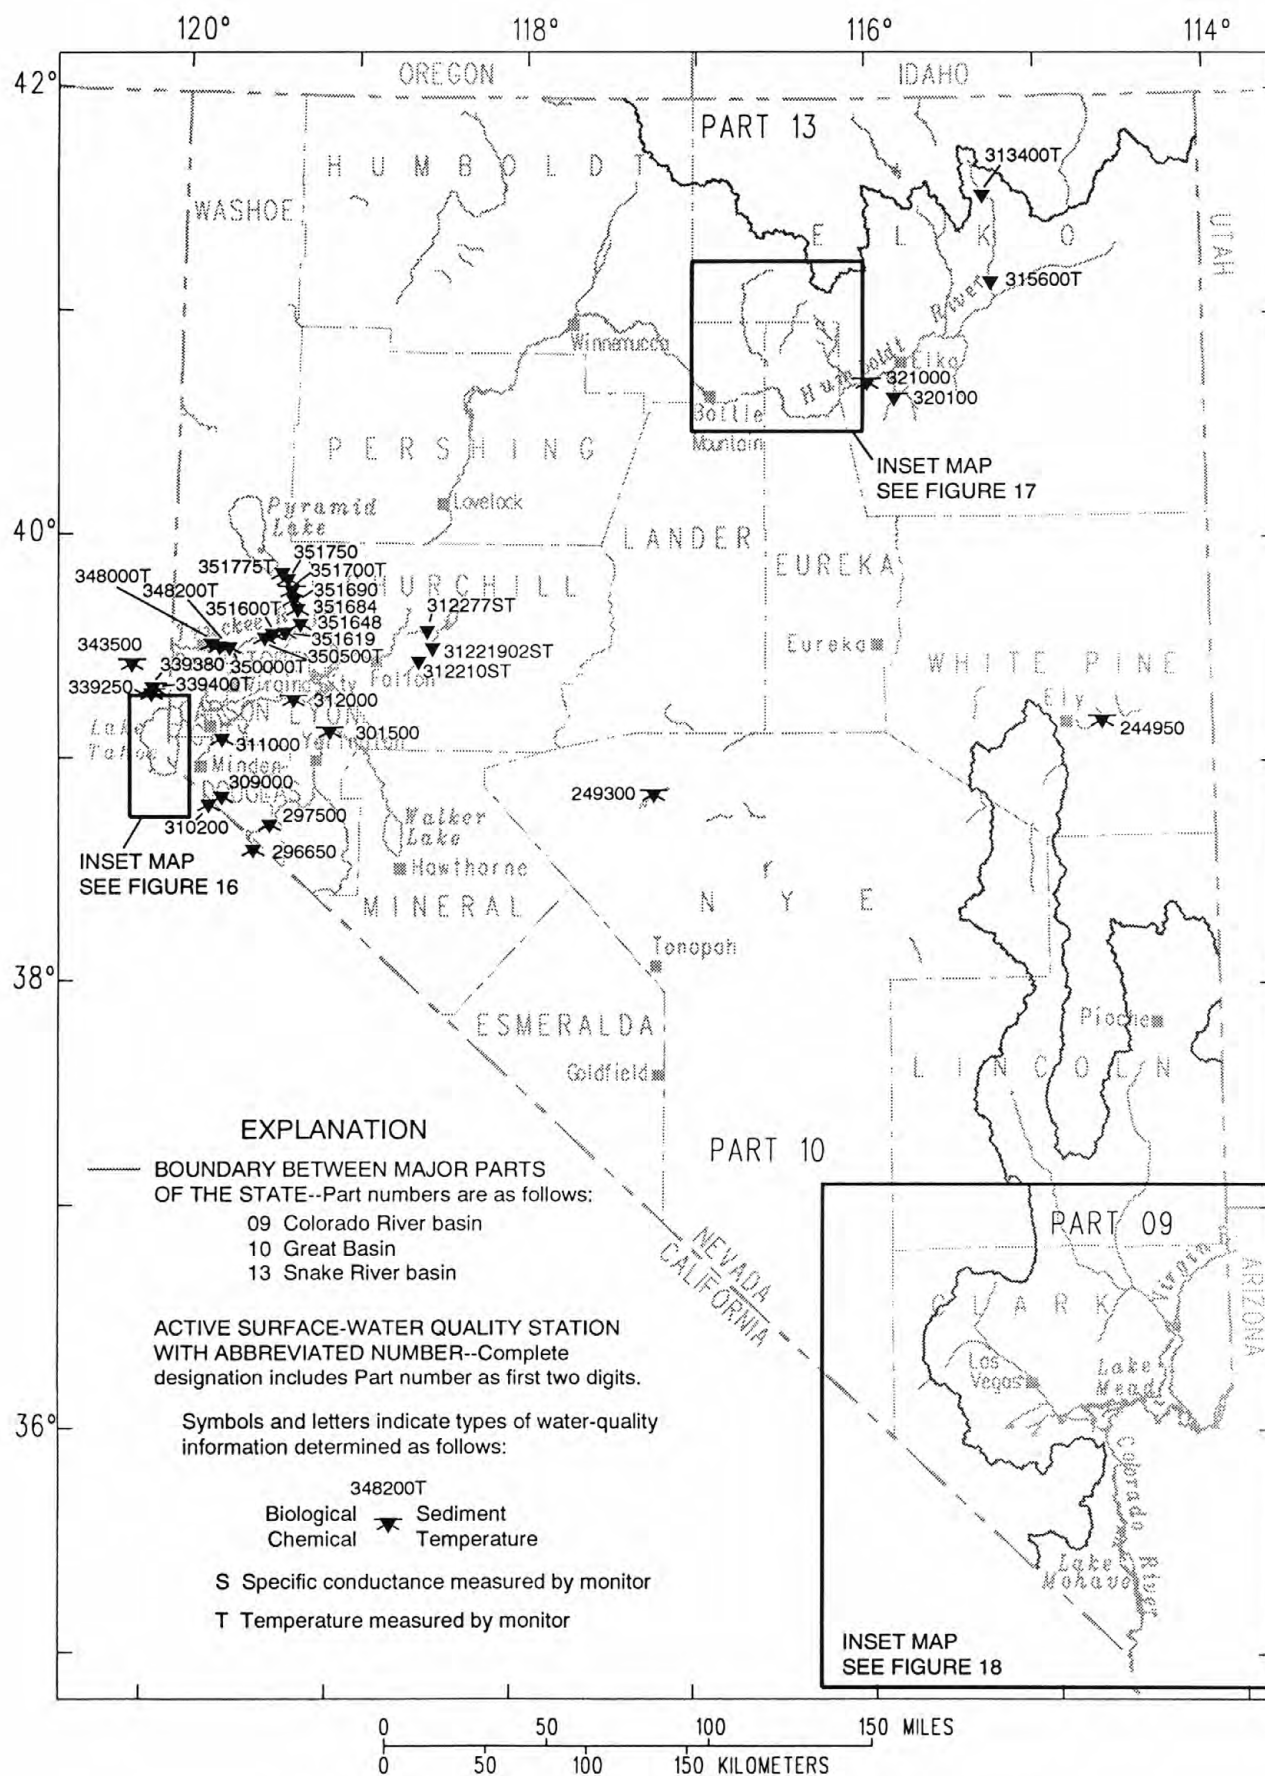 120°
118°
116°
114°
42°
OREGON
IDAHO
PART 13
HUMBOLDT
313400T
WASHOE
ELKO
UTAH
315600T
Winnemucca
Humboldt River
Elko
321000
320100
Battle
Mountain
PERSHING
INSET MAP
SEE FIGURE 17
Pyramid
Lake
Lovelock
40°
LANDER
EUREKA
351750
351775T
351700T
348000T
348200T
351690
CHURCHILL
351600T
351684
312277ST
351648
351619
343500
31221902ST
339380
350000T
350500T
312210ST
Eureka
WHITE PINE
339400T
Virginia City
Fallon
339250
312000
Ely
244950
Lake
Tahoe
CARSON
CITY
LYON
301500
Yerington
311000
Minden
309000
DOUGLAS
249300
310200
297500
Walker
Lake
296650
INSET MAP
SEE FIGURE 16
Hawthorne
MINERAL
NYE
Tonopah
38°
ESMERALDA
Pioche
LINCOLN
Goldfield
EXPLANATION
BOUNDARY BETWEEN MAJOR PARTS
OF THE STATE--Part numbers are as follows:
09 Colorado River basin
10 Great Basin
13 Snake River basin
PART 10
PART 09
NEVADA
CALIFORNIA
Virgin R
ARIZONA
CLARK
ACTIVE SURFACE-WATER QUALITY STATION
WITH ABBREVIATED NUMBER--Complete
designation includes Part number as first two digits.
Las
Vegas
Lake
Mead
36°
Symbols and letters indicate types of water-quality
information determined as follows:
348200T
Biological Sediment
Chemical Temperature
Colorado River
S Specific conductance measured by monitor
T Temperature measured by monitor
Lake
Mohave
INSET MAP
SEE FIGURE 18
0 50 100 150 MILES
0 50 100 150 KILOMETERS